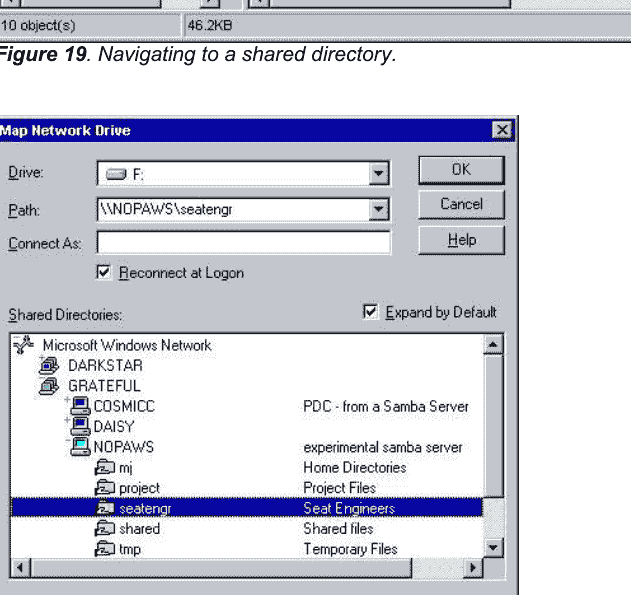 10 object(s) 46.2KB
Figure 19. Navigating to a shared directory.
Map Network Drive
Drive: F: OK
Path: \\NOPAWS\seatengr Cancel
Connect As: Help
Reconnect at Logon
Shared Directories: Expand by Default
Microsoft Windows Network
DARKSTAR
GRATEFUL
COSMICC PDC - from a Samba Server
DAISY
NOPAWS experimental samba server
mj Home Directories
project Project Files
seatengr Seat Engineers
shared Shared files
tmp Temporary Files